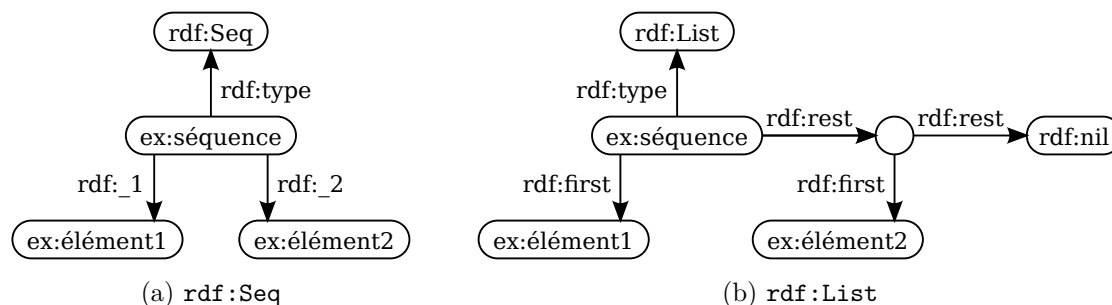 rdf:Seq
rdf:type
ex:séquence
rdf:_1
rdf:_2
ex:élément1
ex:élément2
(a) rdf:Seq
rdf:List
rdf:type
ex:séquence
rdf:rest
rdf:rest
rdf:nil
rdf:first
rdf:first
ex:élément1
ex:élément2
(b) rdf:List